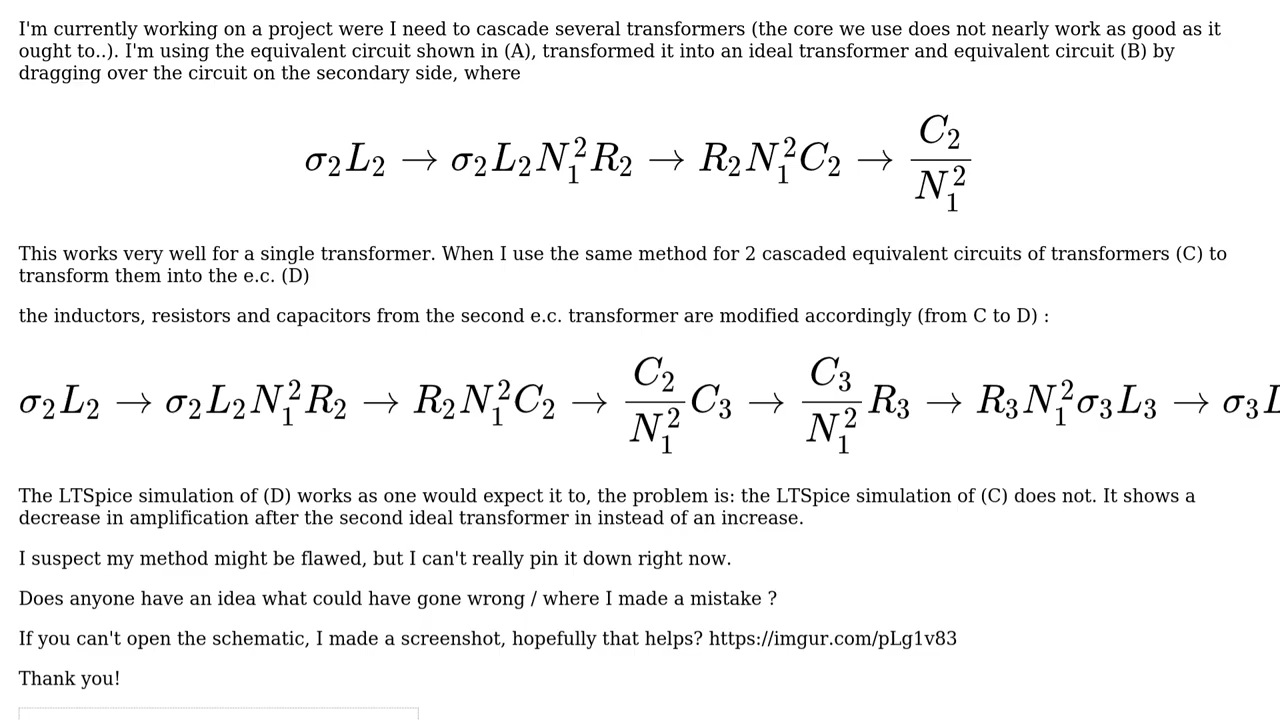 I'm currently working on a project were I need to cascade several transformers (the core we use does not nearly work as good as it
ought to..). I'm using the equivalent circuit shown in (A), transformed it into an ideal transformer and equivalent circuit (B) by
dragging over the circuit on the secondary side, where
σ₂L₂ → σ₂L₂N₁²R₂ → R₂N₁²C₂ → C₂/N₁²
This works very well for a single transformer. When I use the same method for 2 cascaded equivalent circuits of transformers (C) to
transform them into the e.c. (D)
the inductors, resistors and capacitors from the second e.c. transformer are modified accordingly (from C to D) :
σ₂L₂ → σ₂L₂N₁²R₂ → R₂N₁²C₂ → C₂/N₁² C₃ → C₃/N₁² R₃ → R₃N₁²σ₃L₃ → σ₃L
The LTSpice simulation of (D) works as one would expect it to, the problem is: the LTSpice simulation of (C) does not. It shows a
decrease in amplification after the second ideal transformer in instead of an increase.
I suspect my method might be flawed, but I can't really pin it down right now.
Does anyone have an idea what could have gone wrong / where I made a mistake ?
If you can't open the schematic, I made a screenshot, hopefully that helps? https://imgur.com/pLg1v83
Thank you!